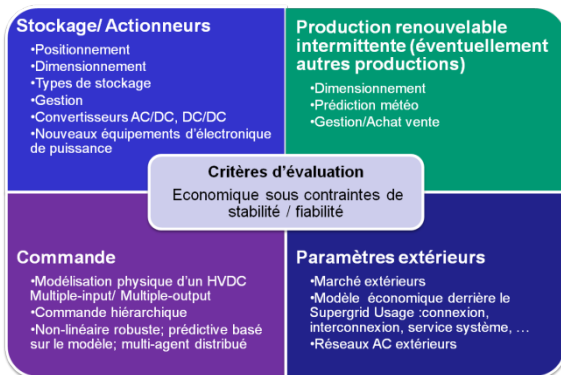 Stockage/ Actionneurs
•Positionnement
•Dimensionnement
•Types de stockage
•Gestion
•Convertisseurs AC/DC, DC/DC
•Nouveaux équipements d'électronique
de puissance
Production renouvelable
intermittente (éventuellement
autres productions)
•Dimensionnement
•Prédiction météo
•Gestion/Achat vente
Critères d'évaluation
Economique sous contraintes de
stabilité / fiabilité
Commande
•Modélisation physique d'un HVDC
Multiple-input/ Multiple-output
•Commande hiérarchique
•Non-linéaire robuste; prédictive basé
sur le modèle; multi-agent distribué
Paramètres extérieurs
•Marché extérieurs
•Modèle économique derrière le
Supergrid Usage :connexion,
interconnexion, service système, ...
•Réseaux AC extérieurs